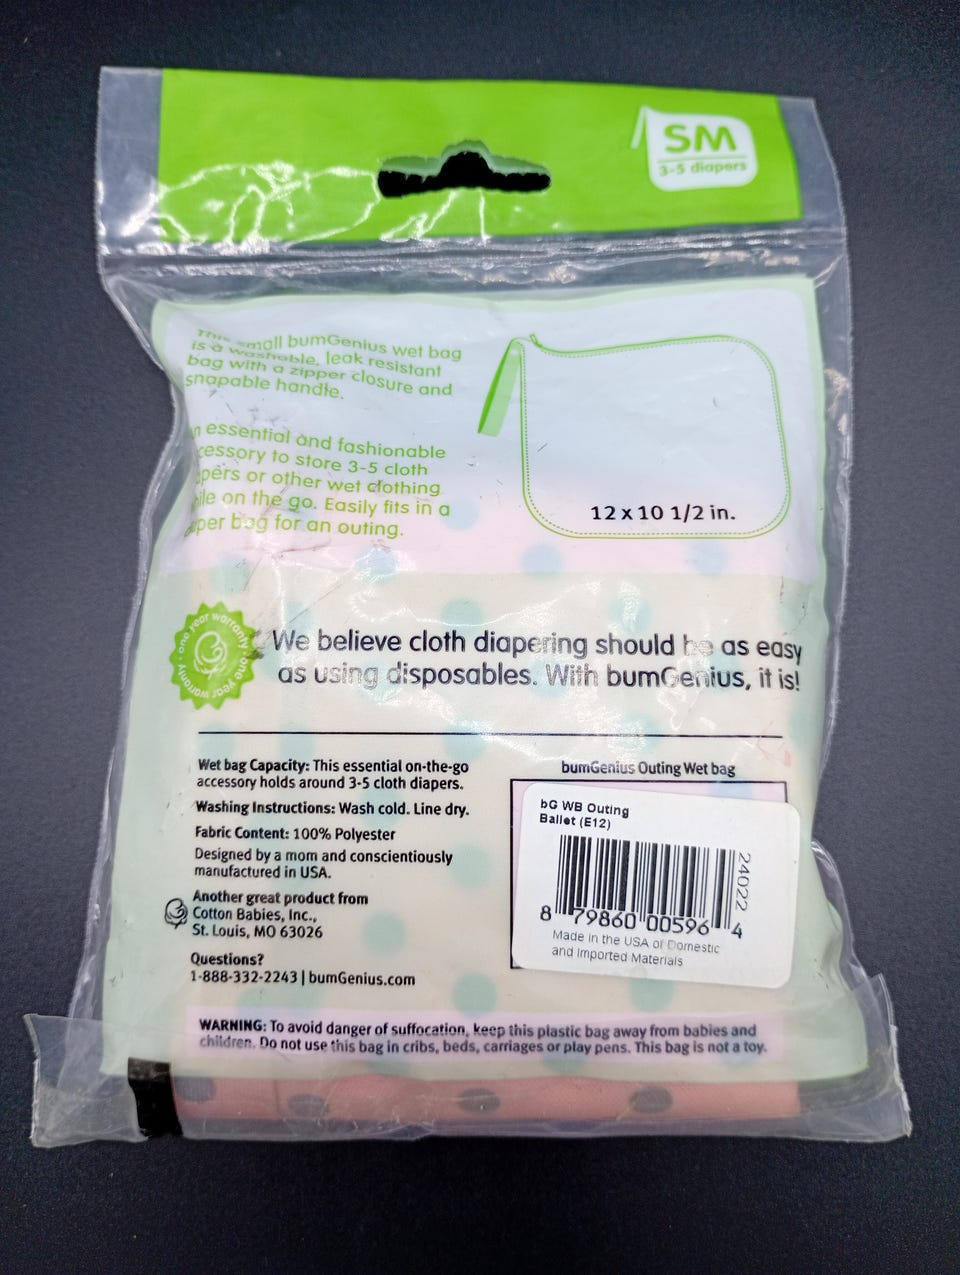 SM
3-5 diapers
This small bumGenius wet bag
is a washable, leak resistant
bag with a zipper closure and
snapable handle.
essential and fashionable
to store 3-5 cloth
or other wet clothing
on the go. Easily fits in a
bag for an outing.
12 x 10 1/2 in.
one year warranty · one year warranty ·
We believe cloth diapering should be as easy
as using disposables. With bumGenius, it is!
Wet bag Capacity: This essential on-the-go
accessory holds around 3-5 cloth diapers.
Washing Instructions: Wash cold. Line dry.
Fabric Content: 100% Polyester
Designed by a mom and conscientiously
manufactured in USA.
Another great product from
Cotton Babies, Inc.,
St. Louis, MO 63026
Questions?
1-888-332-2243 | bumGenius.com
bumGenius Outing Wet bag
bG WB Outing
Ballet (E12)
24022
8 79860 00596 4
Made in the USA of Domestic
and Imported Materials
WARNING: To avoid danger of suffocation, keep this plastic bag away from babies and
children. Do not use this bag in cribs, beds, carriages or play pens. This bag is not a toy.